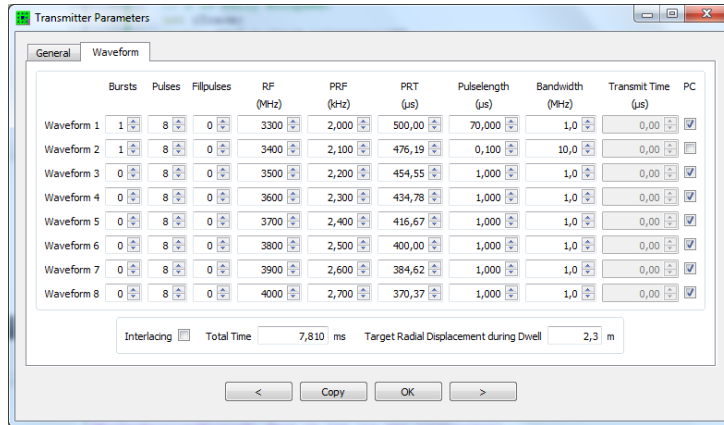 Transmitter Parameters
General Waveform
Bursts Pulses Fillpulses RF PRF PRT Pulselength Bandwidth Transmit Time PC
(MHz) (kHz) (µs) (µs) (MHz) (µs)
Waveform 1 1 8 0 3300 2,000 500,00 70,000 1,0 0,00
Waveform 2 1 8 0 3400 2,100 476,19 0,100 10,0 0,00
Waveform 3 0 8 0 3500 2,200 454,55 1,000 1,0 0,00
Waveform 4 0 8 0 3600 2,300 434,78 1,000 1,0 0,00
Waveform 5 0 8 0 3700 2,400 416,67 1,000 1,0 0,00
Waveform 6 0 8 0 3800 2,500 400,00 1,000 1,0 0,00
Waveform 7 0 8 0 3900 2,600 384,62 1,000 1,0 0,00
Waveform 8 0 8 0 4000 2,700 370,37 1,000 1,0 0,00
Interlacing Total Time 7,810 ms Target Radial Displacement during Dwell 2,3 m
< Copy OK >